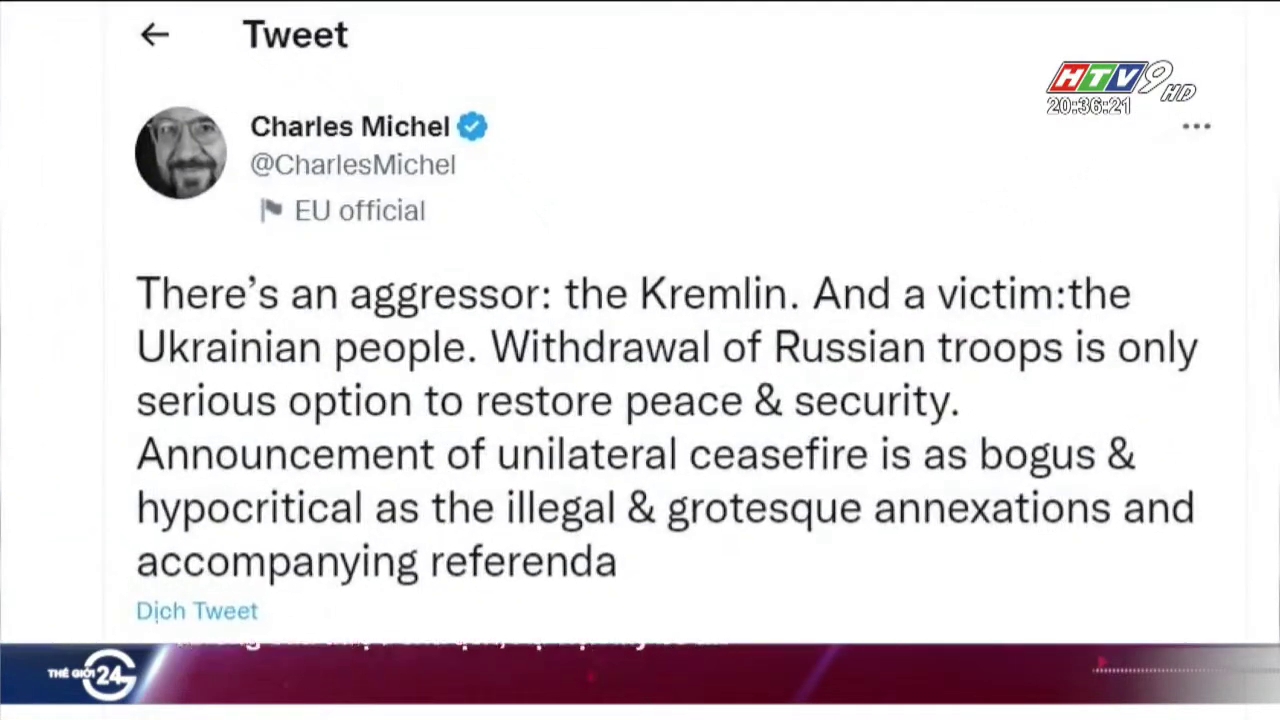 Tweet
HTV9 HD
20:36:21
Charles Michel
@CharlesMichel
EU official
There’s an aggressor: the Kremlin. And a victim:the
Ukrainian people. Withdrawal of Russian troops is only
serious option to restore peace & security.
Announcement of unilateral ceasefire is as bogus &
hypocritical as the illegal & grotesque annexations and
accompanying referenda
Dịch Tweet
THẾ GIỚI 24G